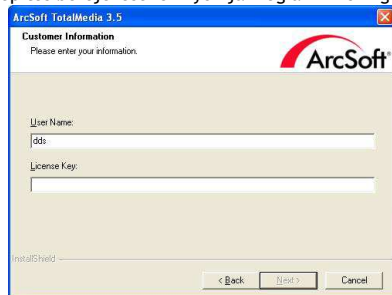 ArcSoft TotalMedia 3.5
Customer Information
Please enter your information.
ArcSoft
User Name:
dds
License Key:
InstallShield
< Back
Next >
Cancel